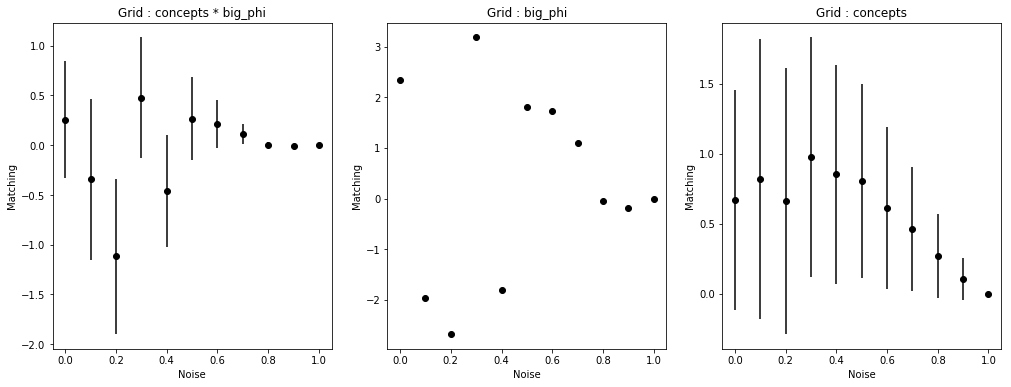 Grid : concepts * big_phi
Matching
1.0
0.5
0.0
−0.5
−1.0
−1.5
−2.0
0.0 0.2 0.4 0.6 0.8 1.0
Noise
Grid : big_phi
Matching
3
2
1
0
−1
−2
0.0 0.2 0.4 0.6 0.8 1.0
Noise
Grid : concepts
Matching
1.5
1.0
0.5
0.0
0.0 0.2 0.4 0.6 0.8 1.0
Noise